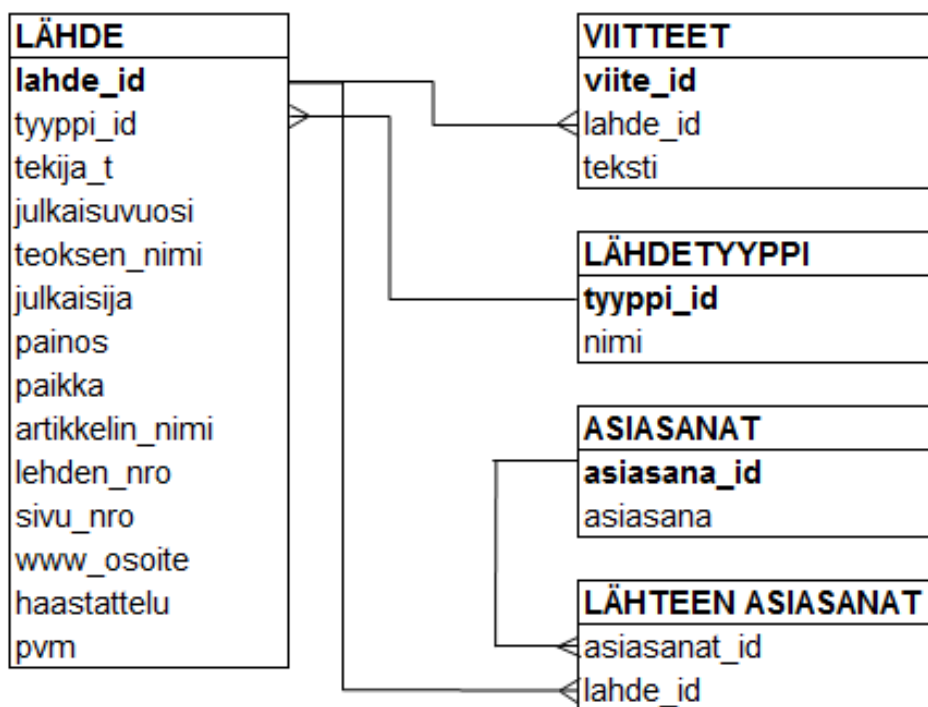 LÄHDE
lahde_id
tyyppi_id
tekija_t
julkaisuvuosi
teoksen_nimi
julkaisija
painos
paikka
artikkelin_nimi
lehden_nro
sivu_nro
www_osoite
haastattelu
pvm
VIITTEET
viite_id
lahde_id
teksti
LÄHDETYYPPI
tyyppi_id
nimi
ASIASANAT
asiasana_id
asiasana
LÄHTEEN ASIASANAT
asiasanat_id
lahde_id